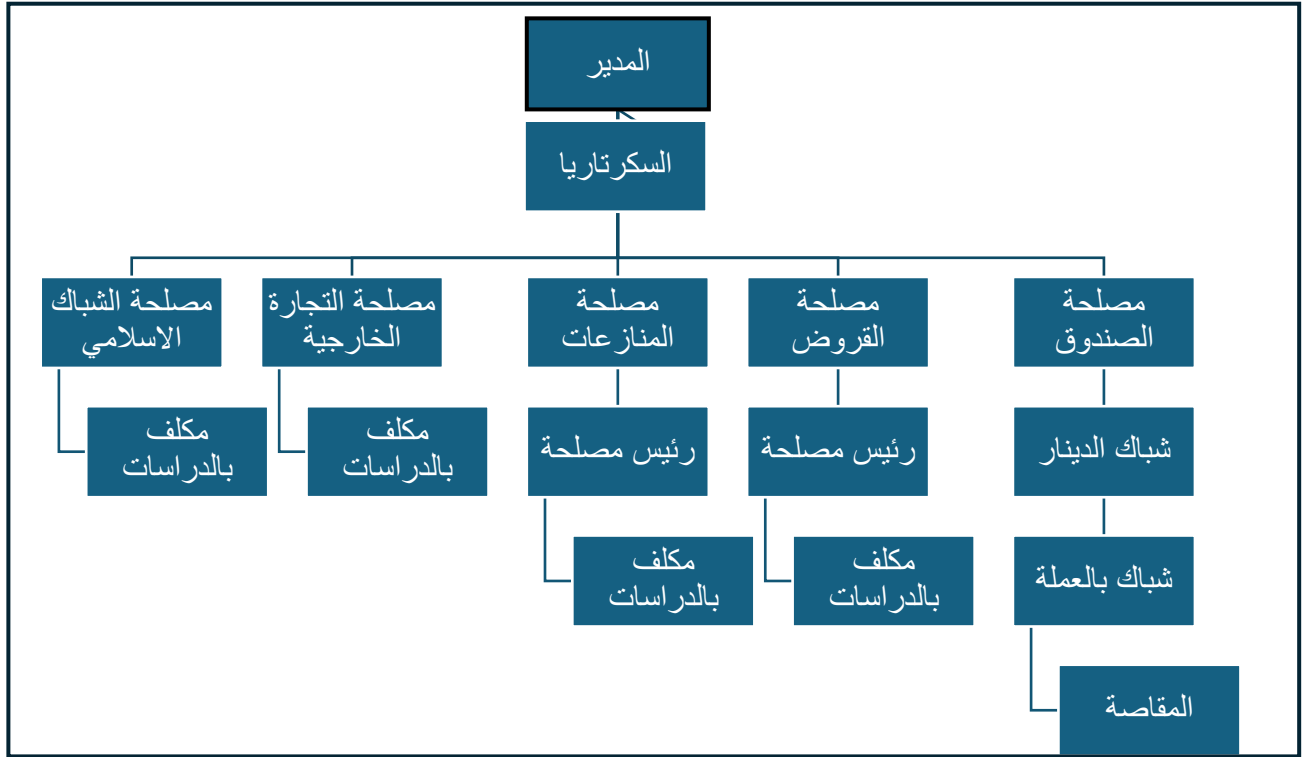 المدير
السكرتاريا
مصلحة
الصندوق
مصلحة
القروض
مصلحة
المنازعات
مصلحة التجارة
الخارجية
مصلحة الشباك
الاسلامي
شباك الدينار
رئيس مصلحة
رئيس مصلحة
مكلف
بالدراسات
مكلف
بالدراسات
شباك بالعملة
مكلف
بالدراسات
مكلف
بالدراسات
المقاصة